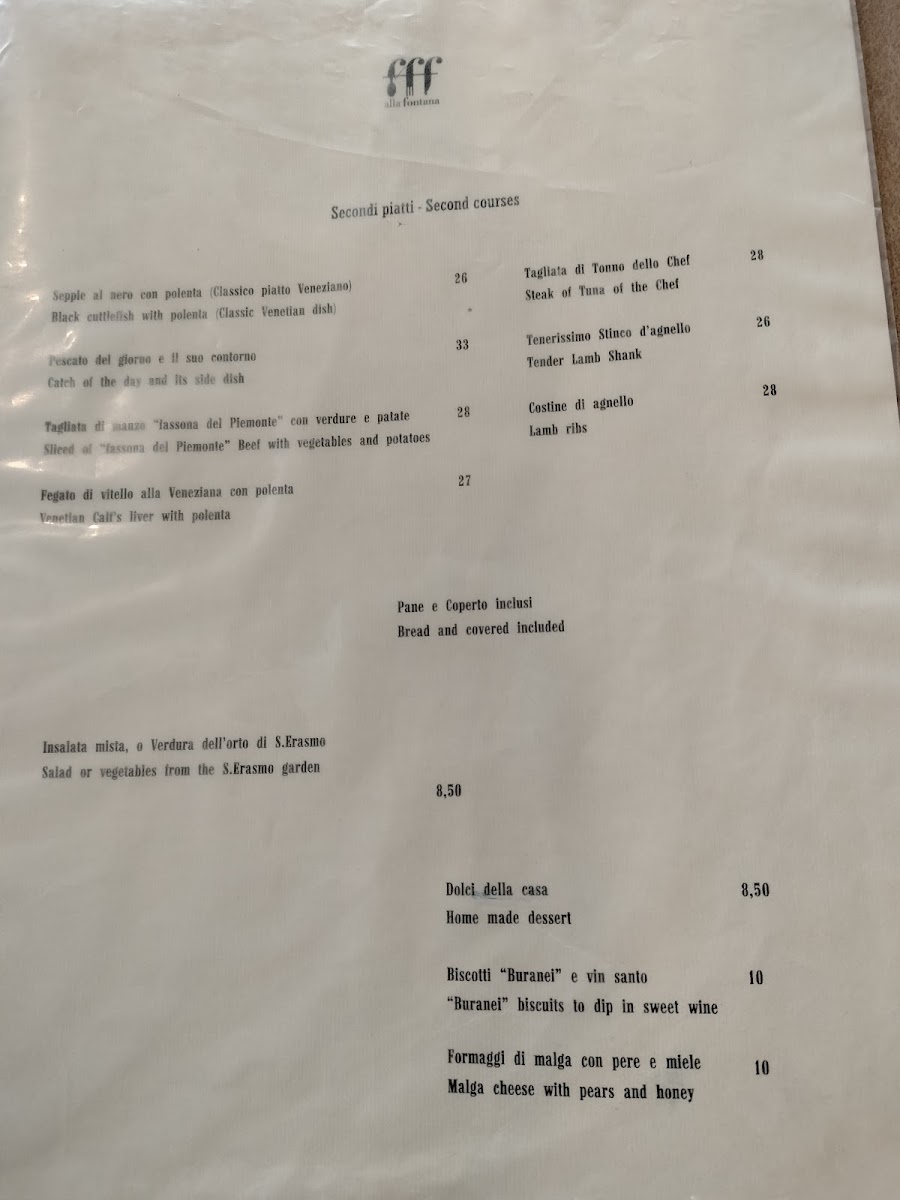 fff
alla fontana
Secondi piatti - Second courses
Seppie al nero con polenta (Classico piatto Veneziano) 26
Black cuttlefish with polenta (Classic Venetian dish)
Pescato del giorno e il suo contorno 33
Catch of the day and its side dish
Tagliata di manzo "fassona del Piemonte" con verdure e patate 28
Sliced of "fassona del Piemonte" Beef with vegetables and potatoes
Fegato di vitello alla Veneziana con polenta 27
Venetian Calf's liver with polenta
Tagliata di Tonno dello Chef 28
Steak of Tuna of the Chef
Tenerissimo Stinco d'agnello 26
Tender Lamb Shank
Costine di agnello 28
Lamb ribs
Pane e Coperto inclusi
Bread and covered included
Insalata mista, o Verdura dell'orto di S.Erasmo
Salad or vegetables from the S.Erasmo garden
8,50
Dolci della casa 8,50
Home made dessert
Biscotti "Buranei" e vin santo 10
"Buranei" biscuits to dip in sweet wine
Formaggi di malga con pere e miele 10
Malga cheese with pears and honey